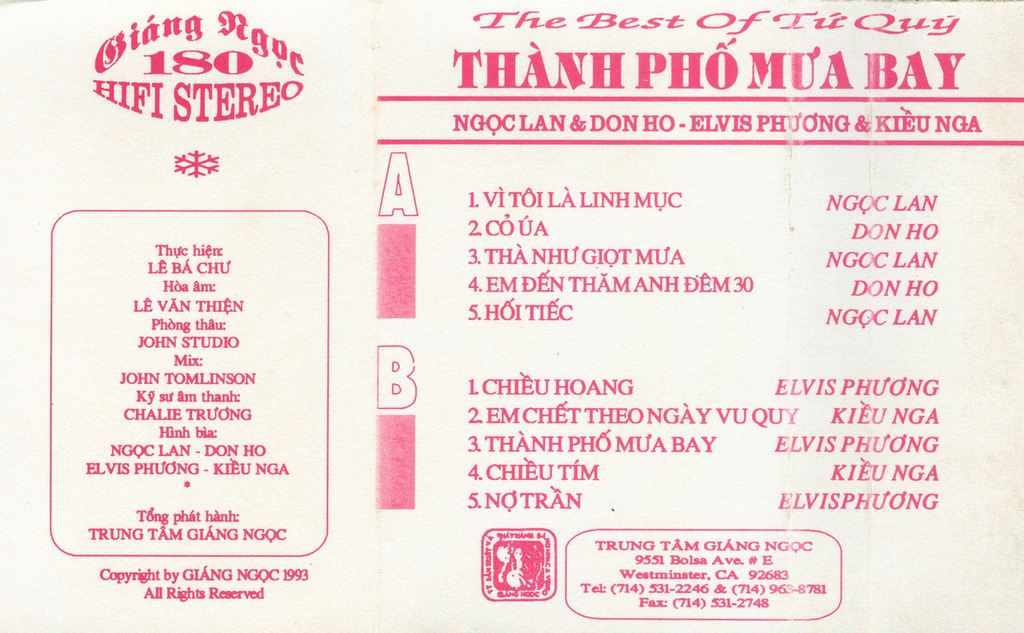 Giáng Ngọc
180
HIFI STEREO
Thực hiện:
LÊ BÁ CHƯ
Hòa âm:
LÊ VĂN THIỆN
Phòng thâu:
JOHN STUDIO
Mix:
JOHN TOMLINSON
Kỹ sư âm thanh:
CHALIE TRƯƠNG
Hình bìa:
NGỌC LAN - DON HO
ELVIS PHƯƠNG - KIỀU NGA
*
Tổng phát hành:
TRUNG TÂM GIÁNG NGỌC
Copyright by GIÁNG NGỌC 1993
All Rights Reserved
The Best Of Tứ Quý
THÀNH PHỐ MƯA BAY
NGỌC LAN & DON HO - ELVIS PHƯƠNG & KIỀU NGA
A
1. VÌ TÔI LÀ LINH MỤC NGỌC LAN
2. CỎ ÚA DON HO
3. THÀ NHƯ GIỌT MƯA NGỌC LAN
4. EM ĐẾN THĂM ANH ĐÊM 30 DON HO
5. HỐI TIẾC NGỌC LAN
B
1. CHIỀU HOANG ELVIS PHƯƠNG
2. EM CHẾT THEO NGÀY VU QUY KIỀU NGA
3. THÀNH PHỐ MƯA BAY ELVIS PHƯƠNG
4. CHIỀU TÍM KIỀU NGA
5. NỢ TRẦN ELVISPHƯƠNG
GIÁNG NGỌC
TRUNG TÂM GIÁNG NGỌC
9551 Bolsa Ave. # E
Westminster, CA 92683
Tel: (714) 531-2246 & (714) 963-8781
Fax: (714) 531-2748